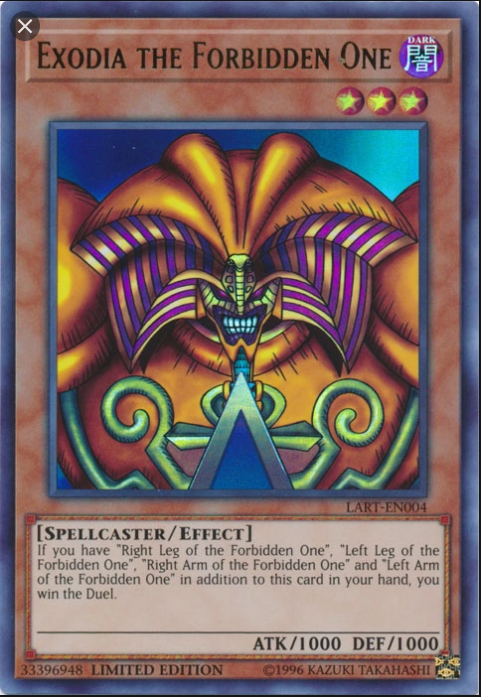 EXODIA THE FORBIDDEN ONE
DARK
闇
LART-EN004
[SPELLCASTER/EFFECT]
If you have "Right Leg of the Forbidden One", "Left Leg of the
Forbidden One", "Right Arm of the Forbidden One" and "Left Arm
of the Forbidden One" in addition to this card in your hand, you
win the Duel.
ATK/1000 DEF/1000
33396948 LIMITED EDITION ©1996 KAZUKI TAKAHASHI